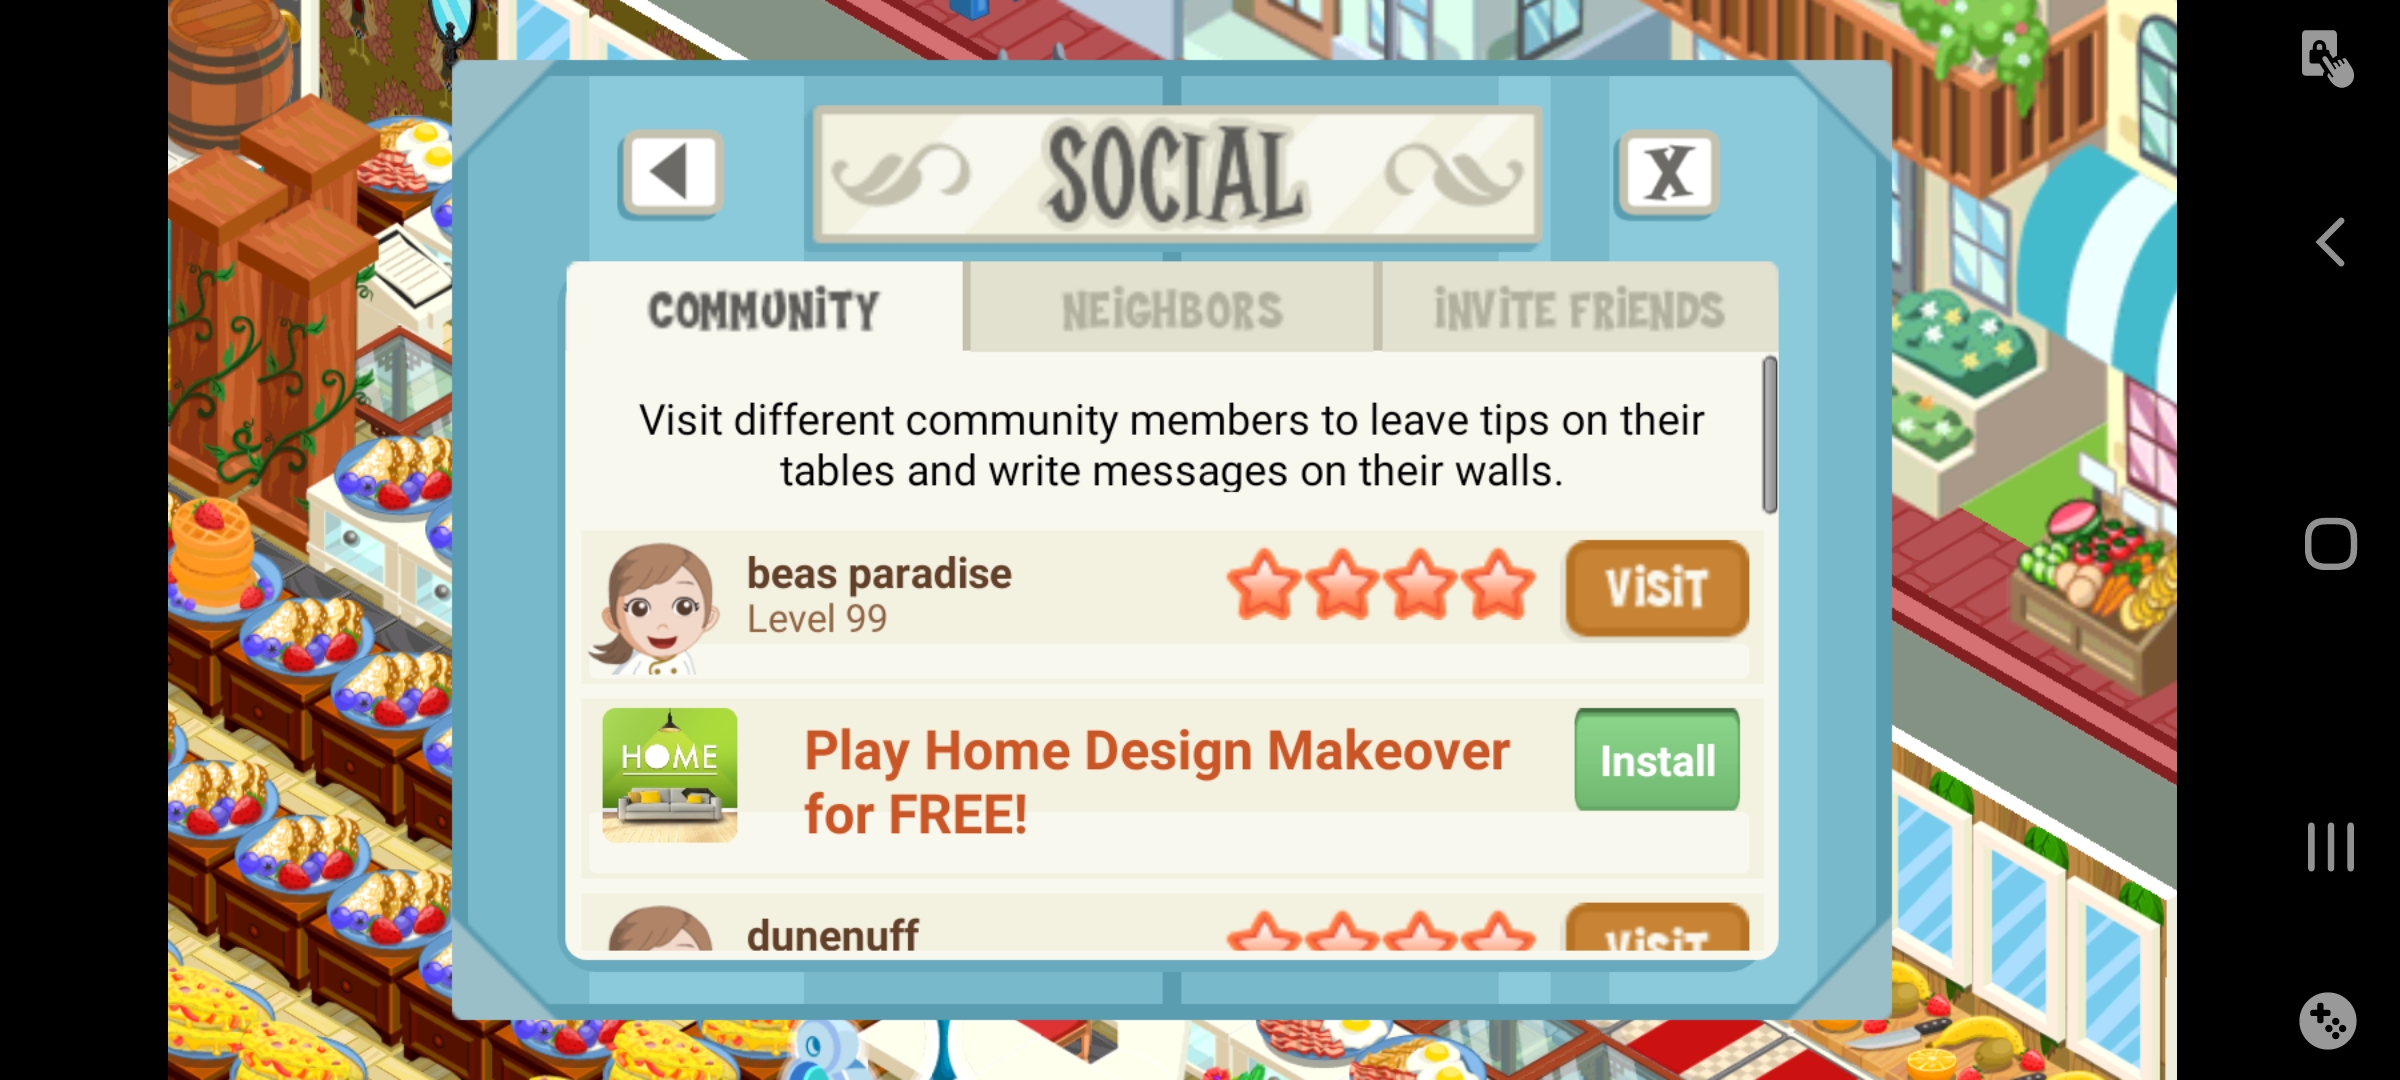 SOCIAL
X
COMMUNITY
NEIGHBORS
INVITE FRIENDS
Visit different community members to leave tips on their
tables and write messages on their walls.
beas paradise
Level 99
VISIT
HOME
Play Home Design Makeover
for FREE!
Install
dunenuff
VISIT